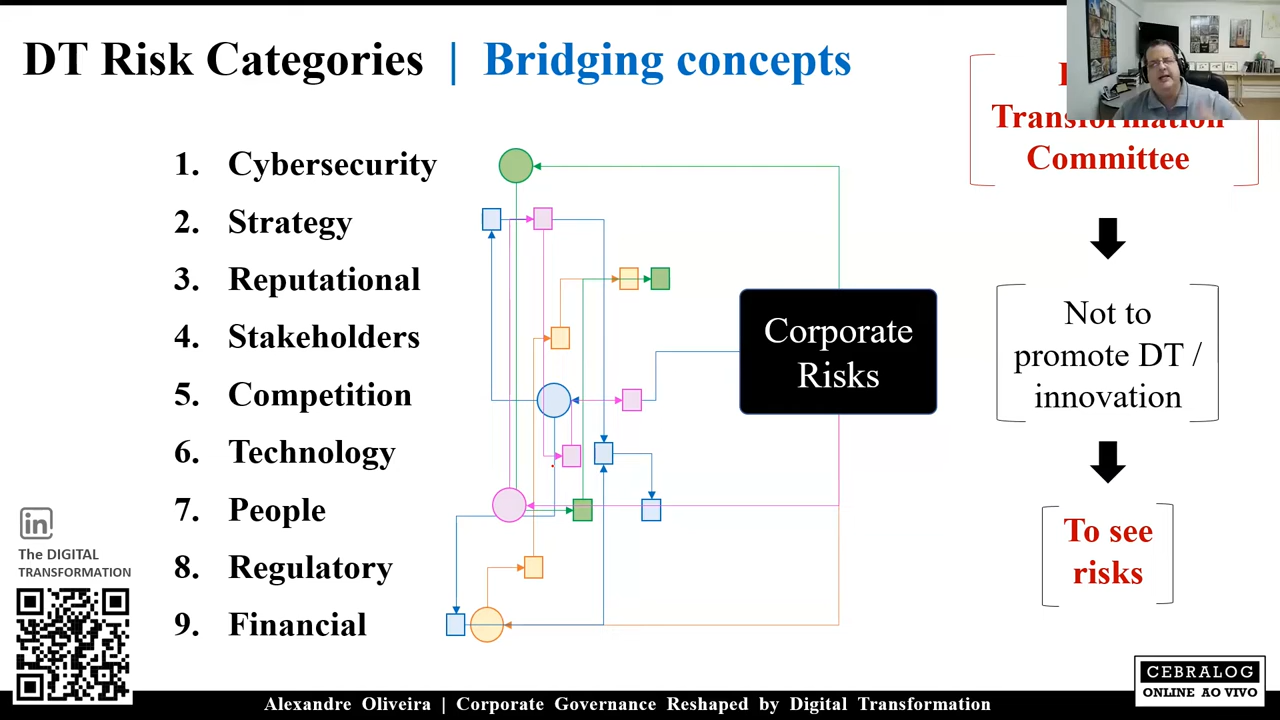 DT Risk Categories | Bridging concepts
1. Cybersecurity
2. Strategy
3. Reputational
4. Stakeholders
5. Competition
6. Technology
7. People
8. Regulatory
9. Financial
Corporate
Risks
Transformation
Committee
Not to
promote DT /
innovation
To see
risks
in
The DIGITAL
TRANSFORMATION
CEBRALOG
ONLINE AO VIVO
Alexandre Oliveira | Corporate Governance Reshaped by Digital Transformation